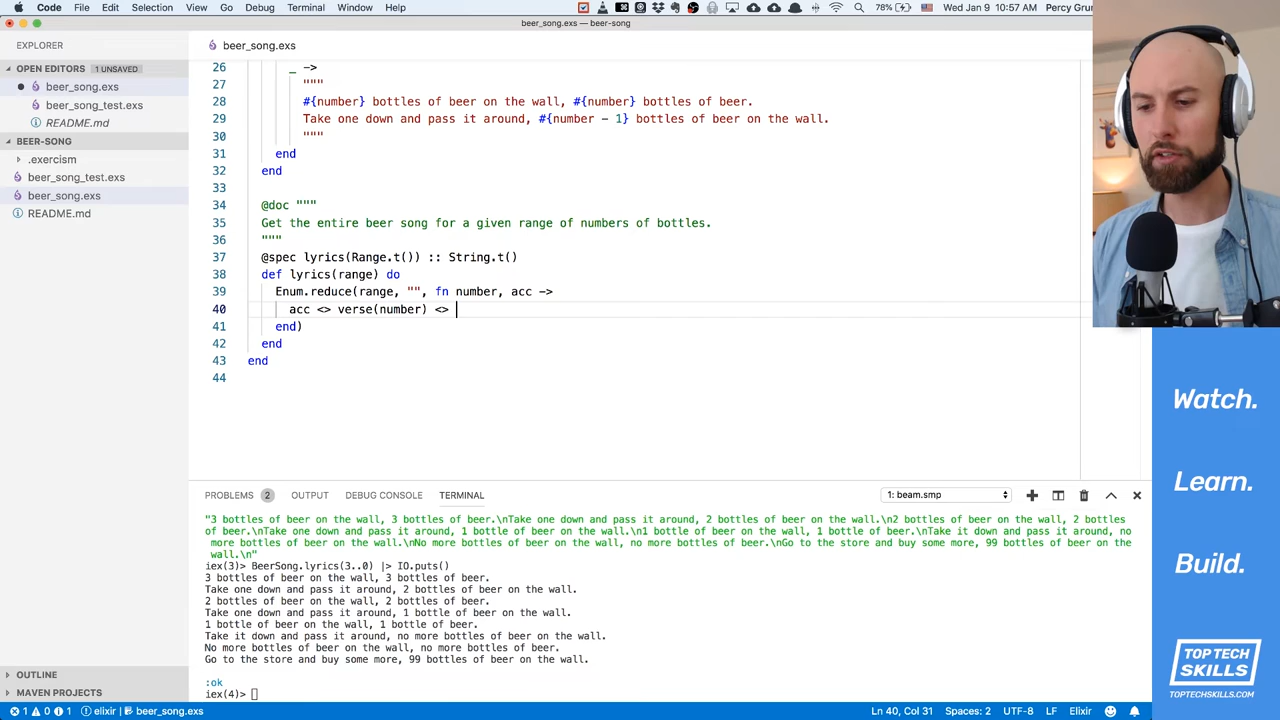 Code File Edit Selection View Go Debug Terminal Window Help 78% Wed Jan 9 10:57 AM Percy Grun
beer_song.exs — beer-song
EXPLORER
beer_song.exs
OPEN EDITORS 1 UNSAVED
beer_song.exs
beer_song_test.exs
README.md
BEER-SONG
.exercism
beer_song_test.exs
beer_song.exs
README.md
26 _ ->
27 """
28 #{number} bottles of beer on the wall, #{number} bottles of beer.
29 Take one down and pass it around, #{number - 1} bottles of beer on the wall.
30 """
31 end
32 end
33
34 @doc """
35 Get the entire beer song for a given range of numbers of bottles.
36 """
37 @spec lyrics(Range.t()) :: String.t()
38 def lyrics(range) do
39 Enum.reduce(range, "", fn number, acc ->
40 acc <> verse(number) <>
41 end)
42 end
43 end
44
PROBLEMS 2 OUTPUT DEBUG CONSOLE TERMINAL 1: beam.smp
"3 bottles of beer on the wall, 3 bottles of beer.\nTake one down and pass it around, 2 bottles of beer on the wall.\n2 bottles of beer on the wall, 2 bottles
of beer.\nTake one down and pass it around, 1 bottle of beer on the wall.\n1 bottle of beer on the wall, 1 bottle of beer.\nTake it down and pass it around, no
more bottles of beer on the wall.\nNo more bottles of beer on the wall, no more bottles of beer.\nGo to the store and buy some more, 99 bottles of beer on the
wall.\n"
iex(3)> BeerSong.lyrics(3..0) |> IO.puts()
3 bottles of beer on the wall, 3 bottles of beer.
Take one down and pass it around, 2 bottles of beer on the wall.
2 bottles of beer on the wall, 2 bottles of beer.
Take one down and pass it around, 1 bottle of beer on the wall.
1 bottle of beer on the wall, 1 bottle of beer.
Take it down and pass it around, no more bottles of beer on the wall.
No more bottles of beer on the wall, no more bottles of beer.
Go to the store and buy some more, 99 bottles of beer on the wall.
:ok
iex(4)>
OUTLINE
MAVEN PROJECTS
1 0 1 elixir | beer_song.exs Ln 40, Col 31 Spaces: 2 UTF-8 LF Elixir
Watch.
Learn.
Build.
TOP TECH
SKILLS
TOPTECHSKILLS.COM